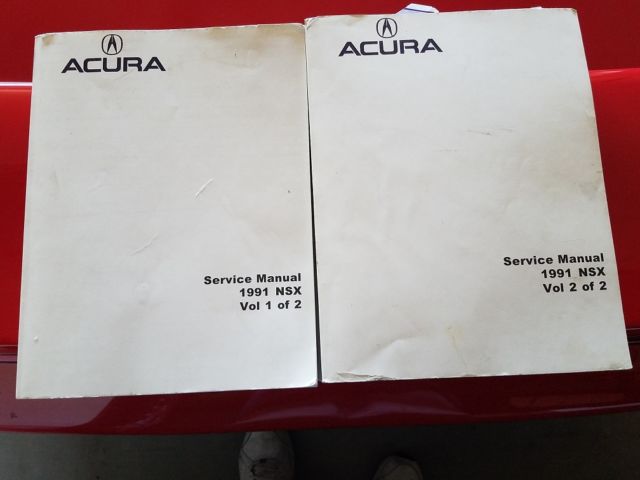 ACURA
Service Manual
1991 NSX
Vol 1 of 2
ACURA
Service Manual
1991 NSX
Vol 2 of 2